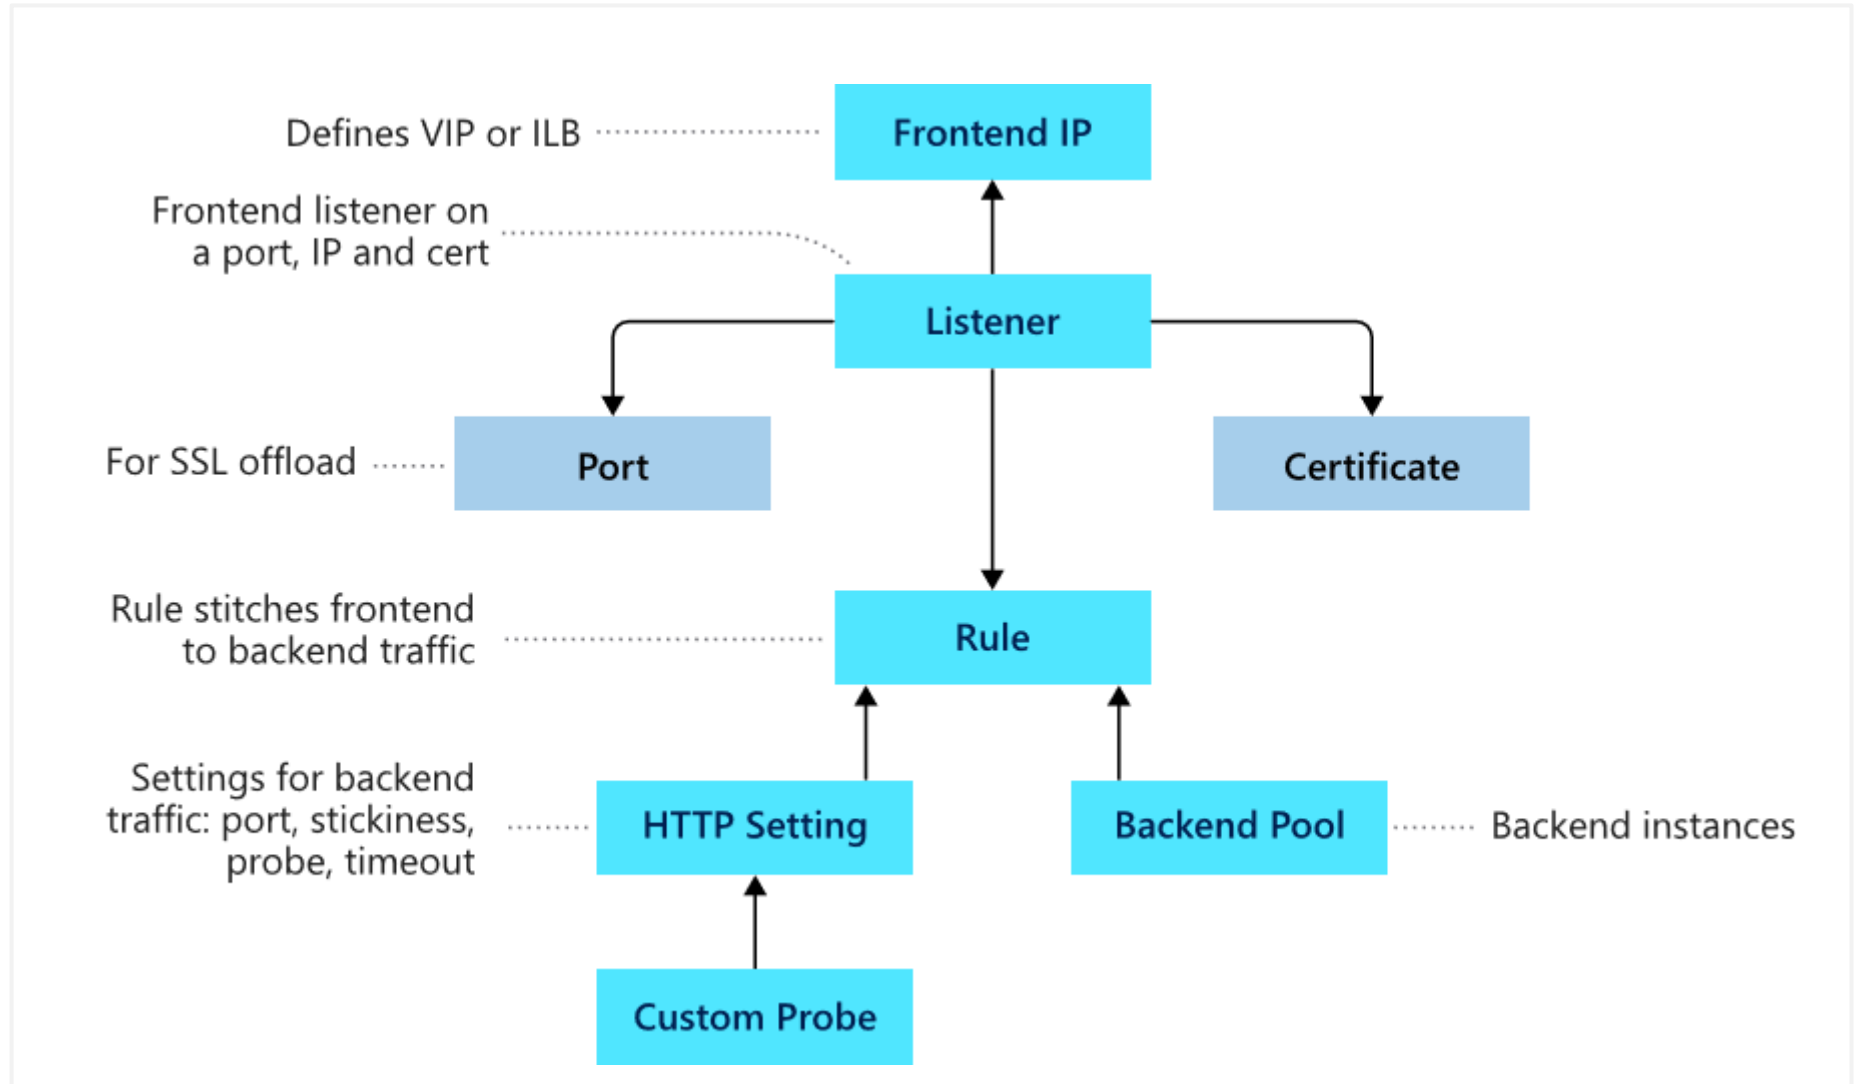 Defines VIP or ILB
Frontend IP
Frontend listener on
a port, IP and cert
Listener
For SSL offload
Port
Certificate
Rule stitches frontend
to backend traffic
Rule
Settings for backend
traffic: port, stickiness,
probe, timeout
HTTP Setting
Backend Pool
Backend instances
Custom Probe